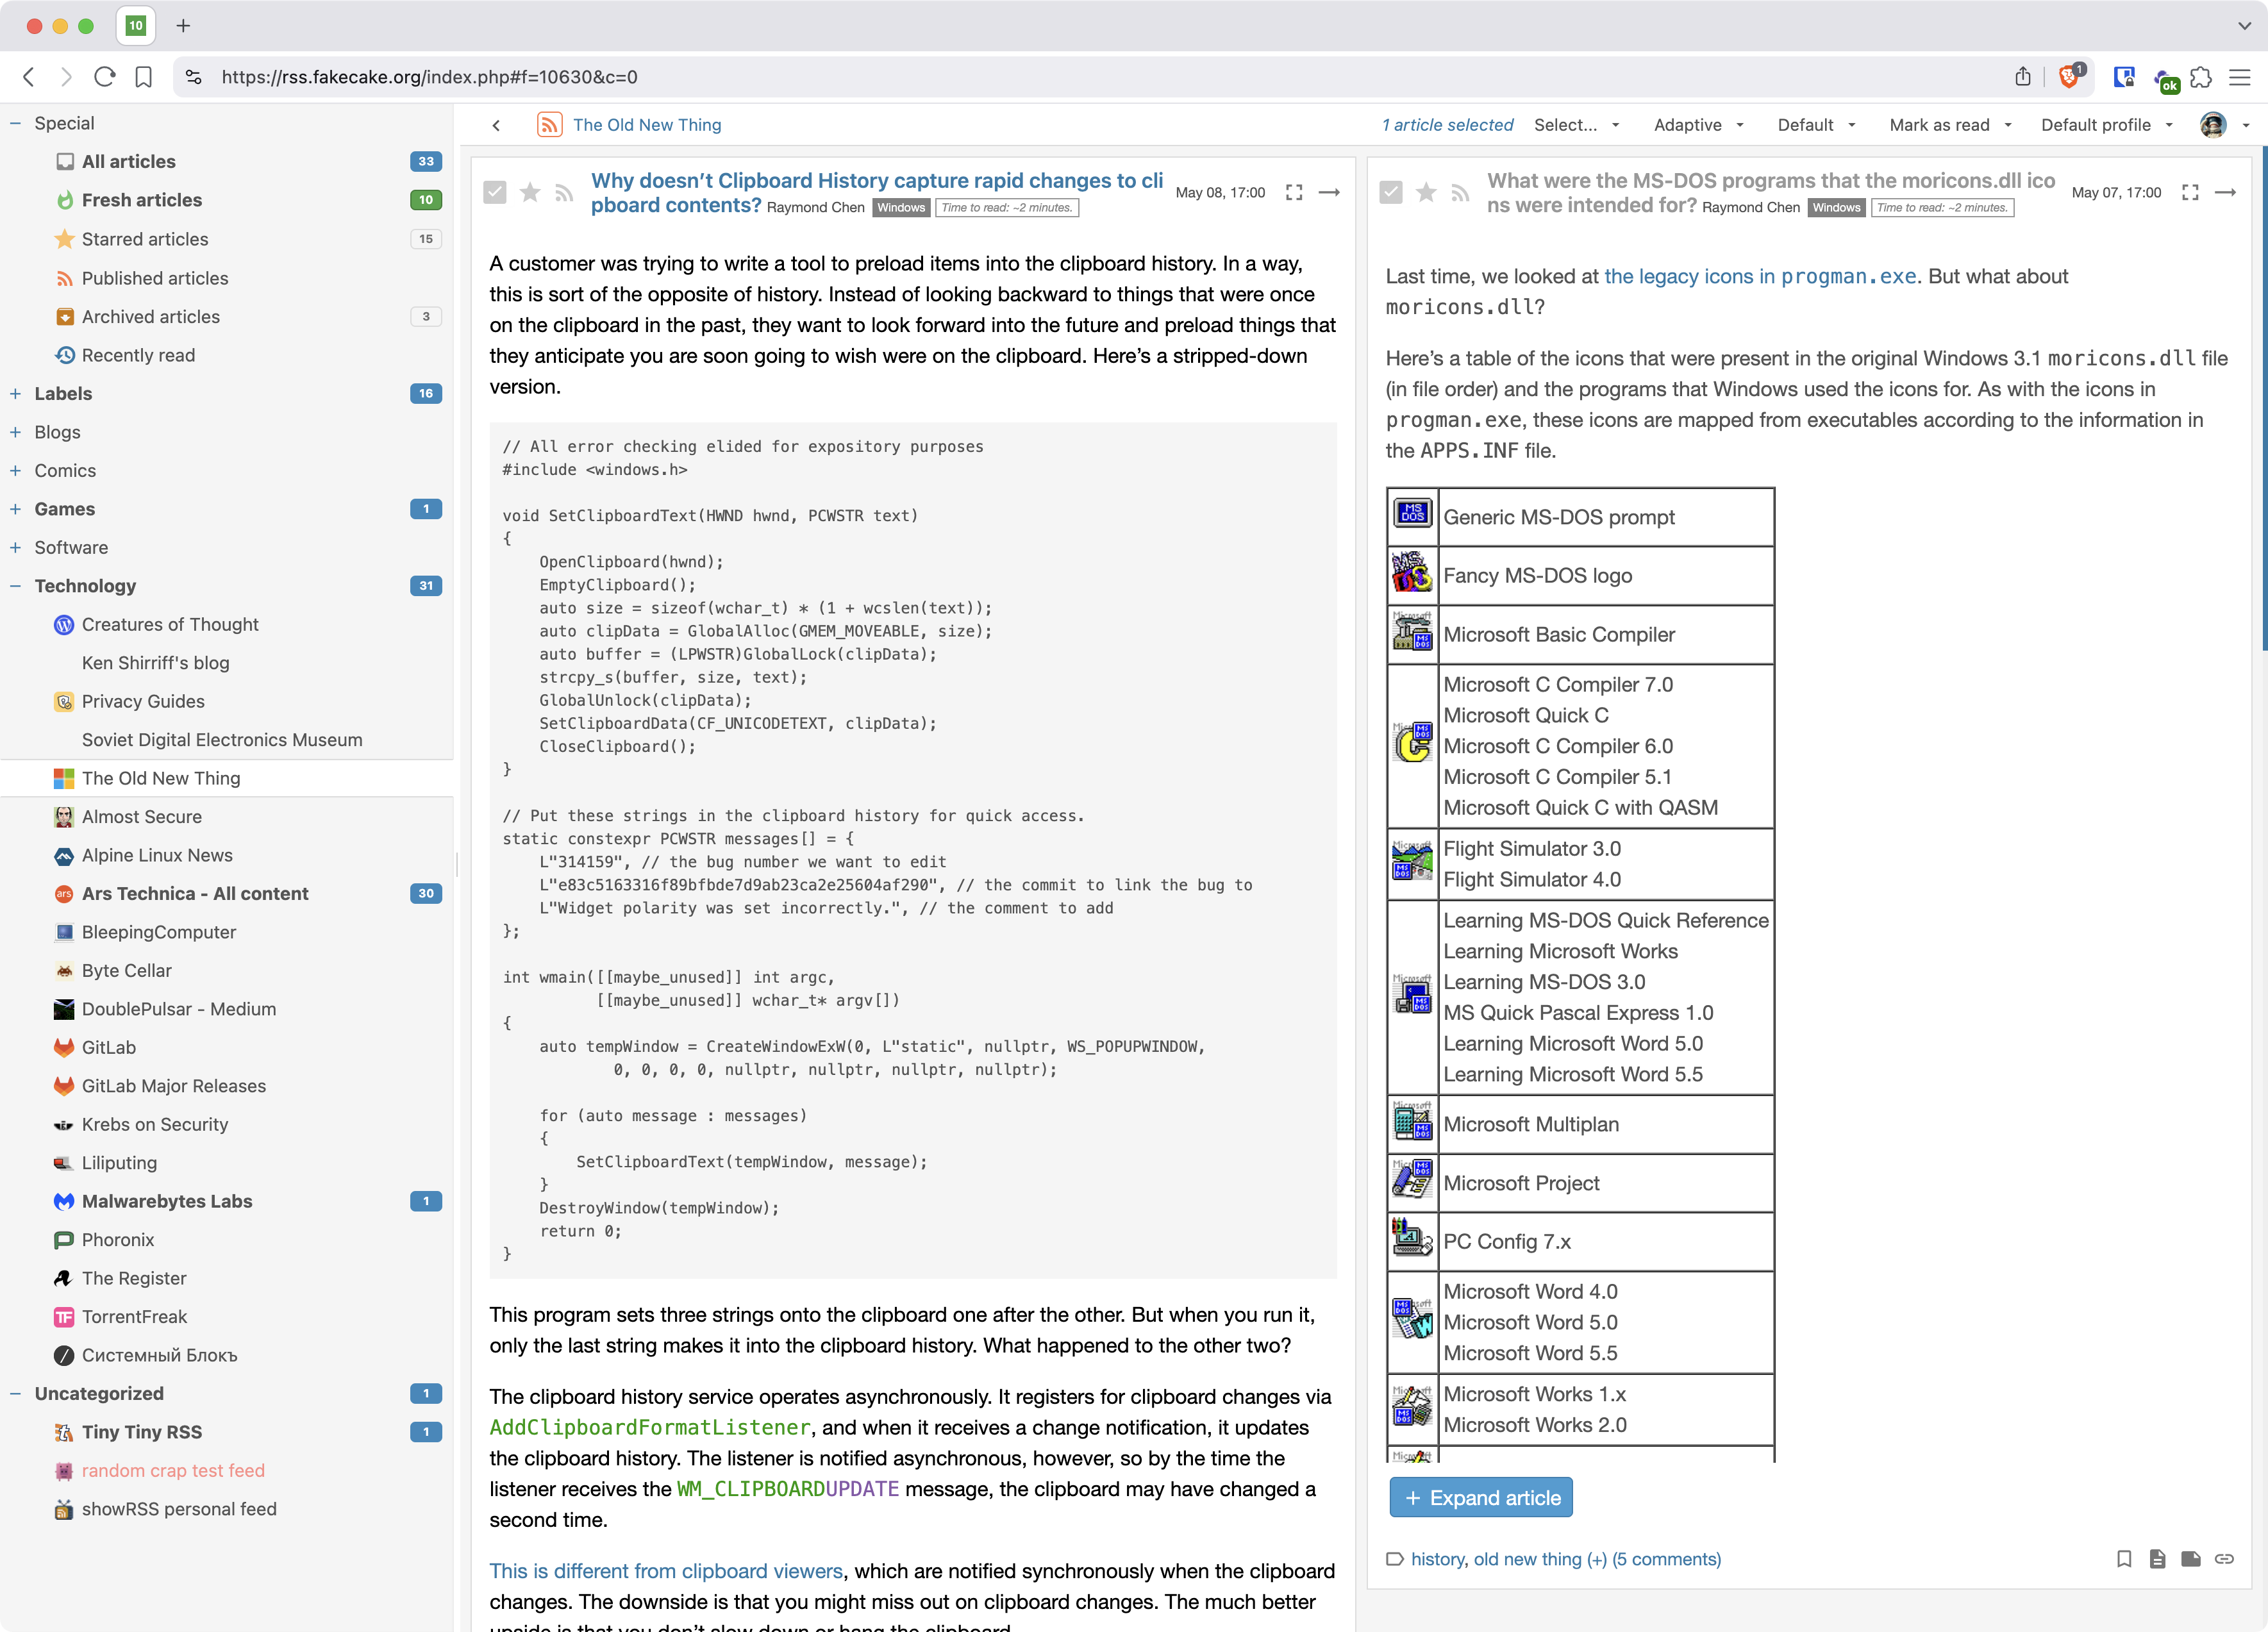 10
https://rss.fakecake.org/index.php#f=10630&c=0
1
ok
Special
All articles 33
Fresh articles 10
Starred articles 15
Published articles
Archived articles 3
Recently read
Labels 16
Blogs
Comics
Games 1
Software
Technology 31
Creatures of Thought
Ken Shirriff's blog
Privacy Guides
Soviet Digital Electronics Museum
The Old New Thing
Almost Secure
Alpine Linux News
ars Ars Technica - All content 30
BleepingComputer
Byte Cellar
DoublePulsar - Medium
GitLab
GitLab Major Releases
Krebs on Security
Liliputing
Malwarebytes Labs 1
Phoronix
The Register
TF TorrentFreak
Системный Блокъ
Uncategorized 1
Tiny Tiny RSS 1
random crap test feed
showRSS personal feed
The Old New Thing
1 article selected Select... Adaptive Default Mark as read Default profile
Why doesn’t Clipboard History capture rapid changes to cli
pboard contents? Raymond Chen Windows Time to read: ~2 minutes.
May 08, 17:00
A customer was trying to write a tool to preload items into the clipboard history. In a way,
this is sort of the opposite of history. Instead of looking backward to things that were once
on the clipboard in the past, they want to look forward into the future and preload things that
they anticipate you are soon going to wish were on the clipboard. Here’s a stripped-down
version.
// All error checking elided for expository purposes
#include <windows.h>
void SetClipboardText(HWND hwnd, PCWSTR text)
{
OpenClipboard(hwnd);
EmptyClipboard();
auto size = sizeof(wchar_t) * (1 + wcslen(text));
auto clipData = GlobalAlloc(GMEM_MOVEABLE, size);
auto buffer = (LPWSTR)GlobalLock(clipData);
strcpy_s(buffer, size, text);
GlobalUnlock(clipData);
SetClipboardData(CF_UNICODETEXT, clipData);
CloseClipboard();
}
// Put these strings in the clipboard history for quick access.
static constexpr PCWSTR messages[] = {
L"314159", // the bug number we want to edit
L"e83c5163316f89bfbde7d9ab23ca2e25604af290", // the commit to link the bug to
L"Widget polarity was set incorrectly.", // the comment to add
};
int wmain([[maybe_unused]] int argc,
[[maybe_unused]] wchar_t* argv[])
{
auto tempWindow = CreateWindowExW(0, L"static", nullptr, WS_POPUPWINDOW,
0, 0, 0, 0, nullptr, nullptr, nullptr, nullptr);
for (auto message : messages)
{
SetClipboardText(tempWindow, message);
}
DestroyWindow(tempWindow);
return 0;
}
This program sets three strings onto the clipboard one after the other. But when you run it,
only the last string makes it into the clipboard history. What happened to the other two?
The clipboard history service operates asynchronously. It registers for clipboard changes via
AddClipboardFormatListener, and when it receives a change notification, it updates
the clipboard history. The listener is notified asynchronous, however, so by the time the
listener receives the WM_CLIPBOARDUPDATE message, the clipboard may have changed a
second time.
This is different from clipboard viewers, which are notified synchronously when the clipboard
changes. The downside is that you might miss out on clipboard changes. The much better
upside is that you don’t slow down or hang the clipboard.
What were the MS-DOS programs that the moricons.dll ico
ns were intended for? Raymond Chen Windows Time to read: ~2 minutes.
May 07, 17:00
Last time, we looked at the legacy icons in progman.exe. But what about
moricons.dll?
Here’s a table of the icons that were present in the original Windows 3.1 moricons.dll file
(in file order) and the programs that Windows used the icons for. As with the icons in
progman.exe, these icons are mapped from executables according to the information in
the APPS.INF file.
MS DOS Generic MS-DOS prompt
Fancy MS-DOS logo
Microsoft Basic Compiler
Microsoft C Compiler 7.0
Microsoft Quick C
Microsoft C Compiler 6.0
Microsoft C Compiler 5.1
Microsoft Quick C with QASM
Flight Simulator 3.0
Flight Simulator 4.0
Learning MS-DOS Quick Reference
Learning Microsoft Works
Learning MS-DOS 3.0
MS Quick Pascal Express 1.0
Learning Microsoft Word 5.0
Learning Microsoft Word 5.5
Microsoft Multiplan
Microsoft Project
PC Config 7.x
Microsoft Word 4.0
Microsoft Word 5.0
Microsoft Word 5.5
Microsoft Works 1.x
Microsoft Works 2.0
+ Expand article
history, old new thing (+) (5 comments)